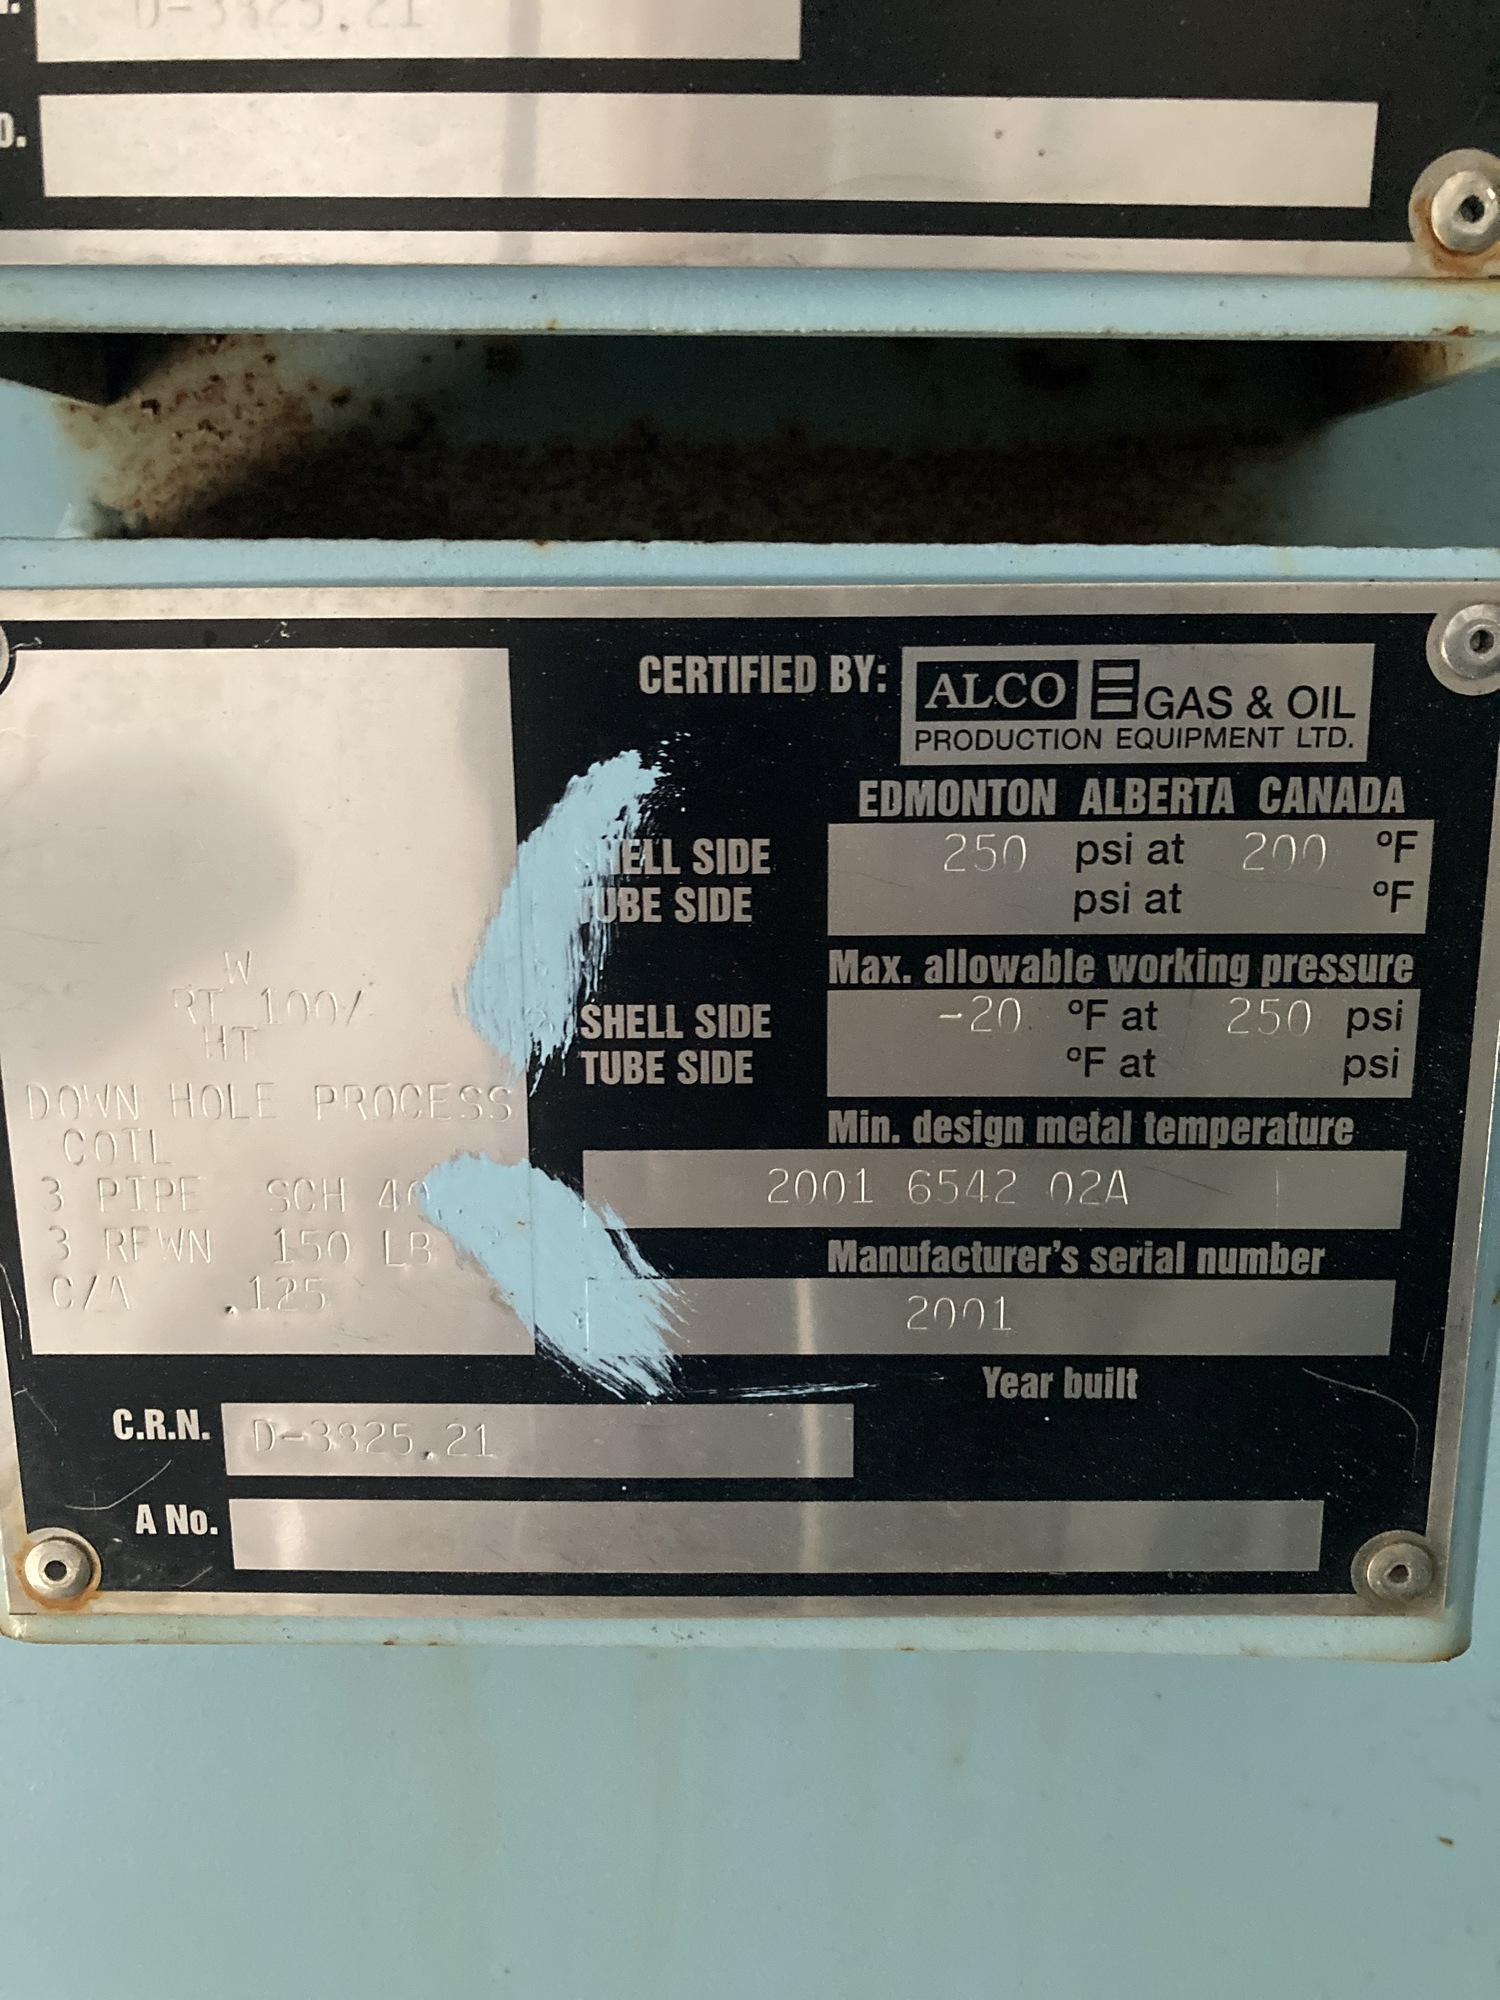 D-3825.21
CERTIFIED BY: ALCO GAS & OIL
PRODUCTION EQUIPMENT LTD.
EDMONTON ALBERTA CANADA
SHELL SIDE 250 psi at 200 °F
TUBE SIDE psi at °F
Max. allowable working pressure
SHELL SIDE -20 °F at 250 psi
TUBE SIDE °F at psi
Min. design metal temperature
2001 6542 02A
Manufacturer's serial number
2001
Year built
W
RT 100/
HT
DOWN HOLE PROCESS
COIL
3 PIPE SCH 40
3 RFWN 150 LB
C/A .125
C.R.N. D-3825.21
A No.